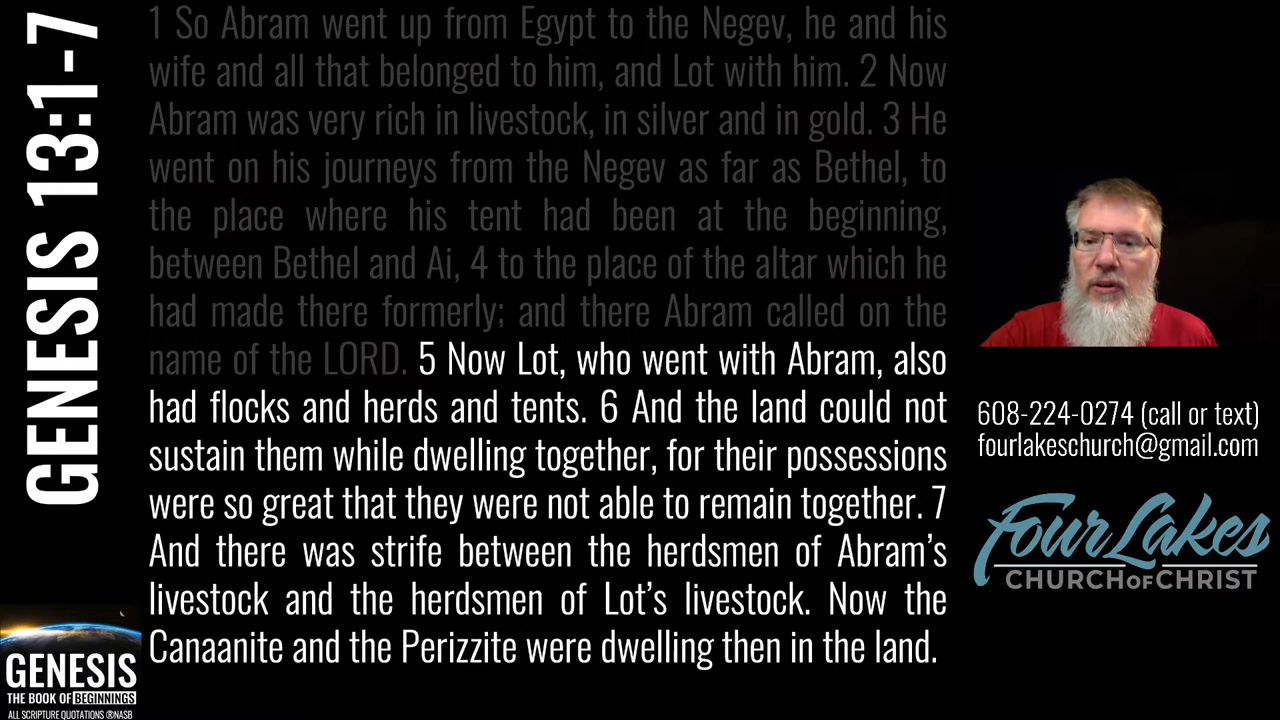 GENESIS 13:1-7
1 So Abram went up from Egypt to the Negev, he and his
wife and all that belonged to him, and Lot with him. 2 Now
Abram was very rich in livestock, in silver and in gold. 3 He
went on his journeys from the Negev as far as Bethel, to
the place where his tent had been at the beginning,
between Bethel and Ai, 4 to the place of the altar which he
had made there formerly; and there Abram called on the
name of the LORD. 5 Now Lot, who went with Abram, also
had flocks and herds and tents. 6 And the land could not
sustain them while dwelling together, for their possessions
were so great that they were not able to remain together. 7
And there was strife between the herdsmen of Abram’s
livestock and the herdsmen of Lot’s livestock. Now the
Canaanite and the Perizzite were dwelling then in the land.
GENESIS
THE BOOK OF BEGINNINGS
ALL SCRIPTURE QUOTATIONS ®NASB
608-224-0274 (call or text)
fourlakeschurch@gmail.com
Four Lakes
CHURCH OF CHRIST